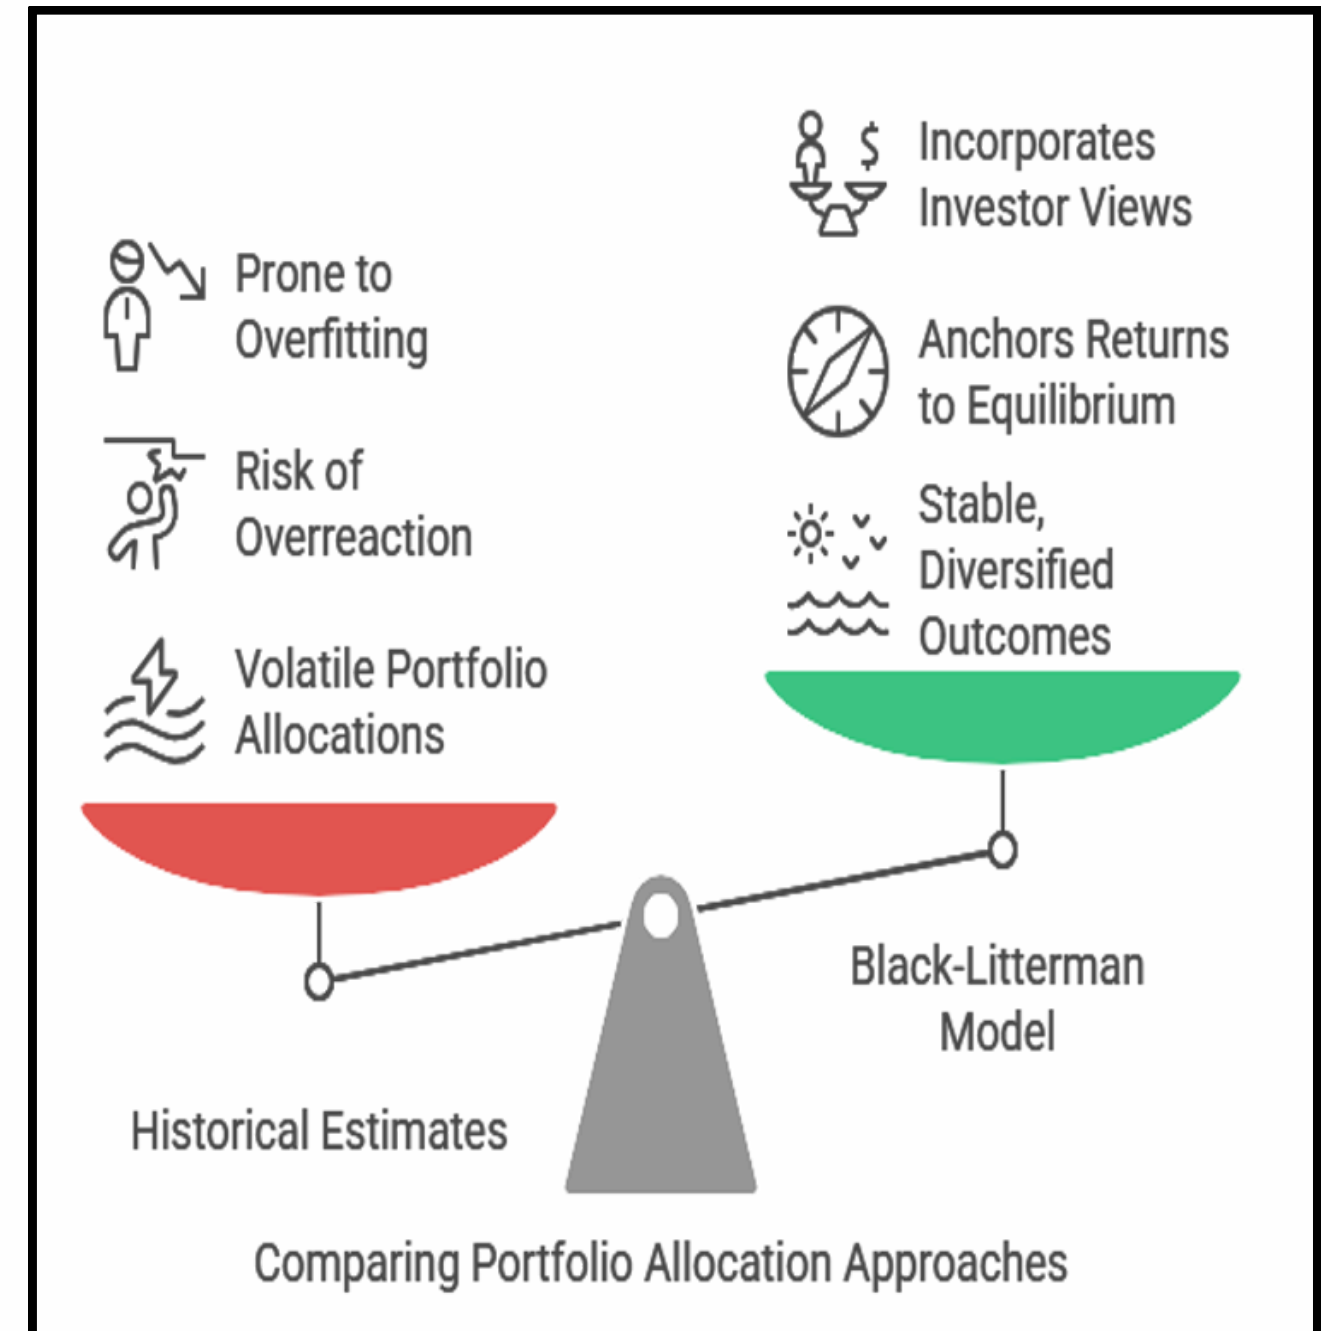 Prone to
Overfitting
Risk of
Overreaction
Volatile Portfolio
Allocations
Historical Estimates
$
Incorporates
Investor Views
Anchors Returns
to Equilibrium
Stable,
Diversified
Outcomes
Black-Litterman
Model
Comparing Portfolio Allocation Approaches